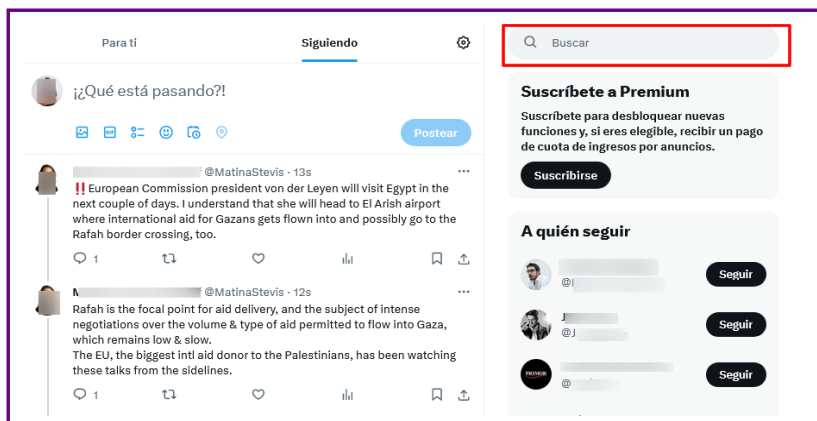 Para ti
Siguiendo
¡¿Qué está pasando?!
Postear
@MatinaStevis · 13s
‼️European Commission president von der Leyen will visit Egypt in the
next couple of days. I understand that she will head to El Arish airport
where international aid for Gazans gets flown into and possibly go to the
Rafah border crossing, too.
1
@MatinaStevis · 12s
Rafah is the focal point for aid delivery, and the subject of intense
negotiations over the volume & type of aid permitted to flow into Gaza,
which remains low & slow.
The EU, the biggest intl aid donor to the Palestinians, has been watching
these talks from the sidelines.
1
Buscar
Suscríbete a Premium
Suscríbete para desbloquear nuevas
funciones y, si eres elegible, recibir un pago
de cuota de ingresos por anuncios.
Suscribirse
A quién seguir
Seguir
J
@J
Seguir
PRIMOR
@
Seguir